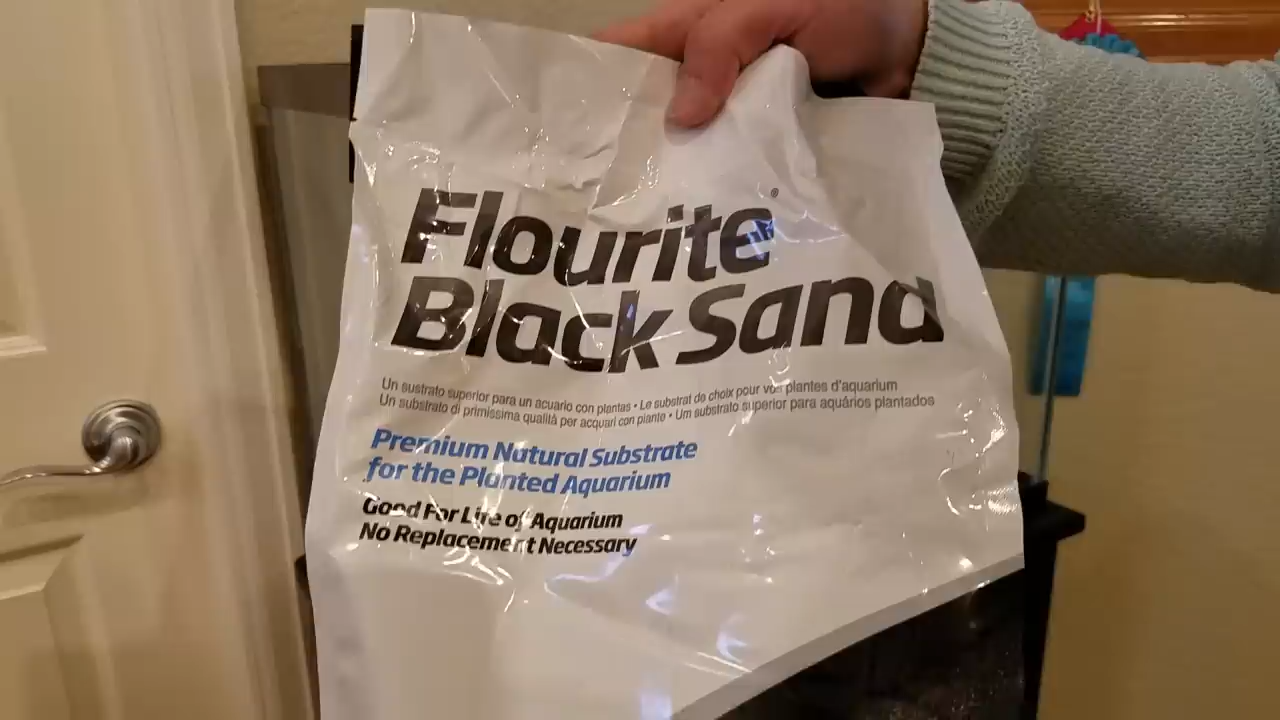 Flourite®
Black Sand
Un sustrato superior para un acuario con plantas • Le substrat de choix pour vos plantes d'aquarium
Un substrato di primissima qualità per acquari con piante • Um substrato superior para aquários plantados
Premium Natural Substrate
for the Planted Aquarium
Good For Life of Aquarium
No Replacement Necessary